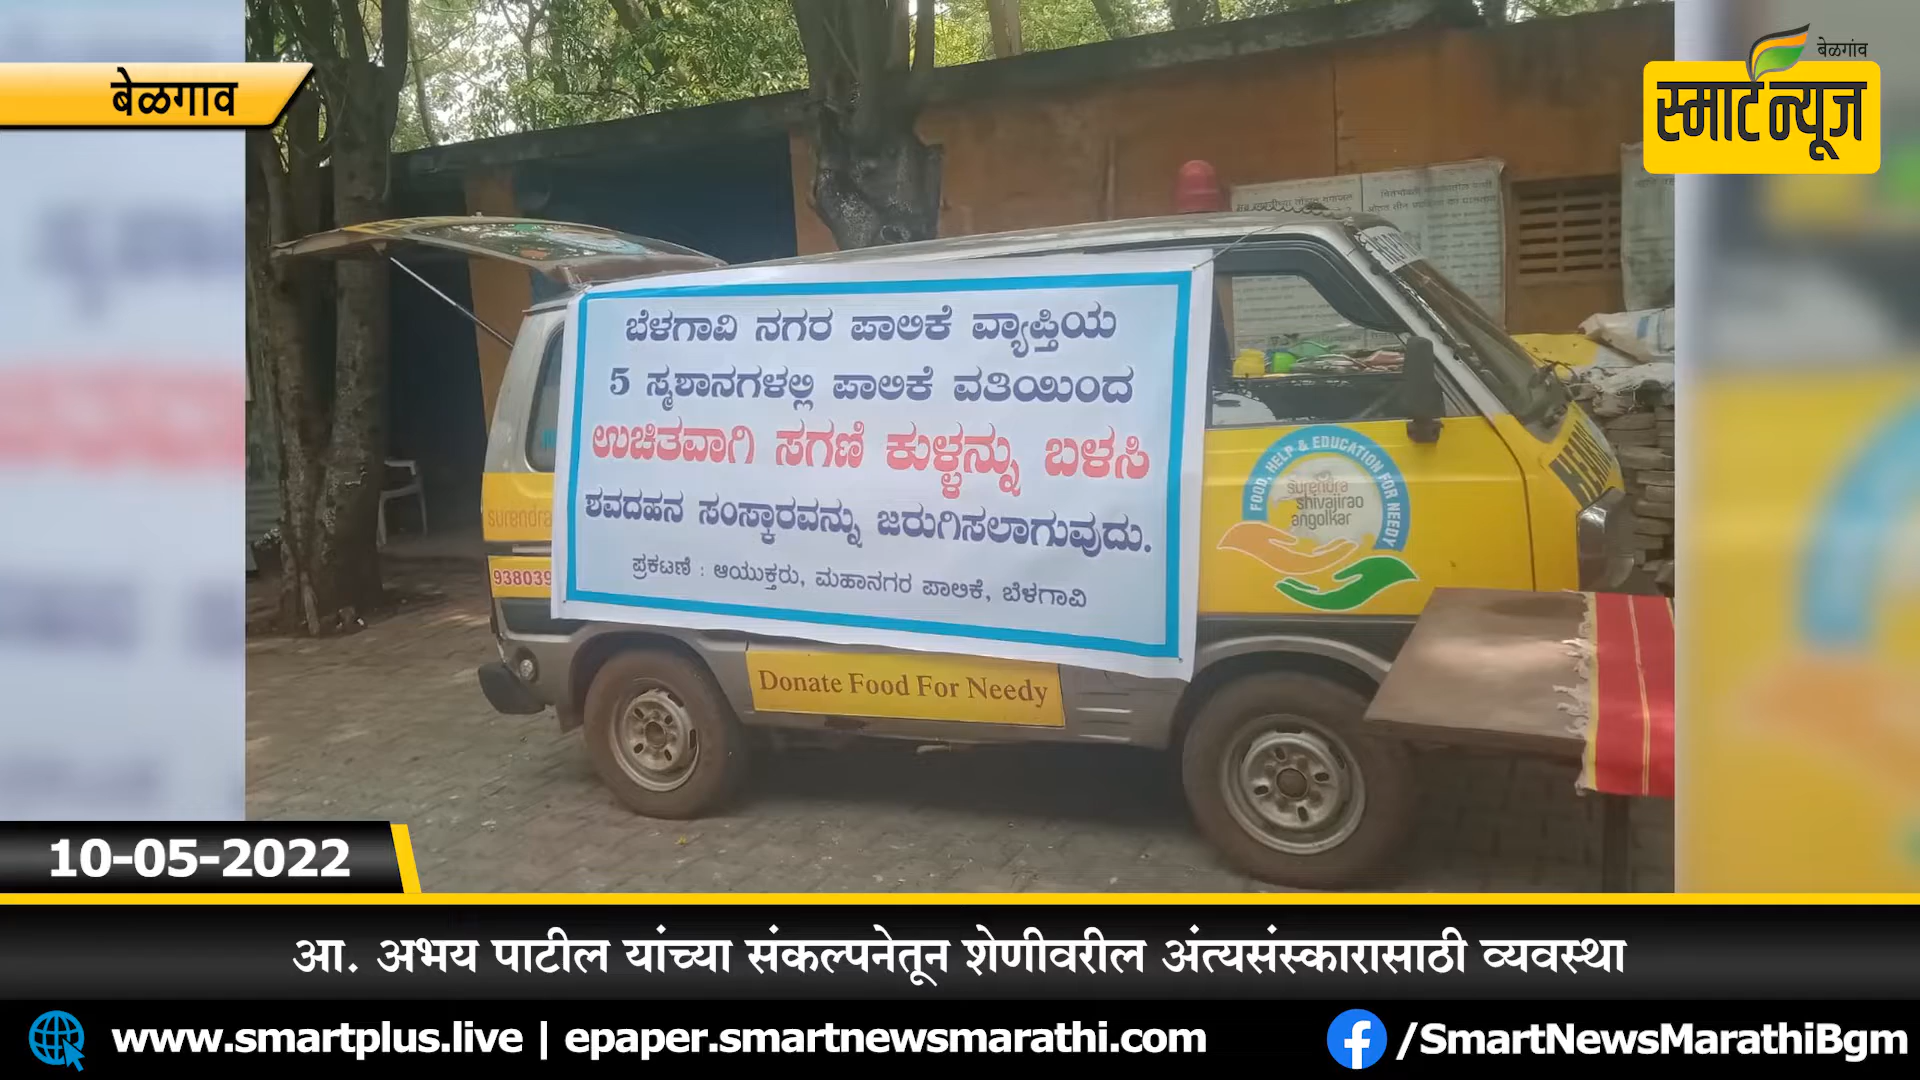 बेळगाव
बेळगांव
स्मार्ट न्यूज
ಬೆಳಗಾವಿ ನಗರ ಪಾಲಿಕೆ ವ್ಯಾಪ್ತಿಯ
5 ಸ್ಮಶಾನಗಳಲ್ಲಿ ಪಾಲಿಕೆ ವತಿಯಿಂದ
ಉಚಿತವಾಗಿ ಸಗಣಿ ಕುಳ್ಳನ್ನು ಬಳಸಿ
ಶವದಹನ ಸಂಸ್ಕಾರವನ್ನು ಜರುಗಿಸಲಾಗುವುದು.
ಪ್ರಕಟಣೆ : ಆಯುಕ್ತರು, ಮಹಾನಗರ ಪಾಲಿಕೆ, ಬೆಳಗಾವಿ
FOOD, HELP & EDUCATION FOR NEEDY
surendra
shivajirao
angolkar
surendra
938039
Donate Food For Needy
10-05-2022
आ. अभय पाटील यांच्या संकल्पनेतून शेणीवरील अंत्यसंस्कारासाठी व्यवस्था
www.smartplus.live | epaper.smartnewsmarathi.com
/SmartNewsMarathiBgm